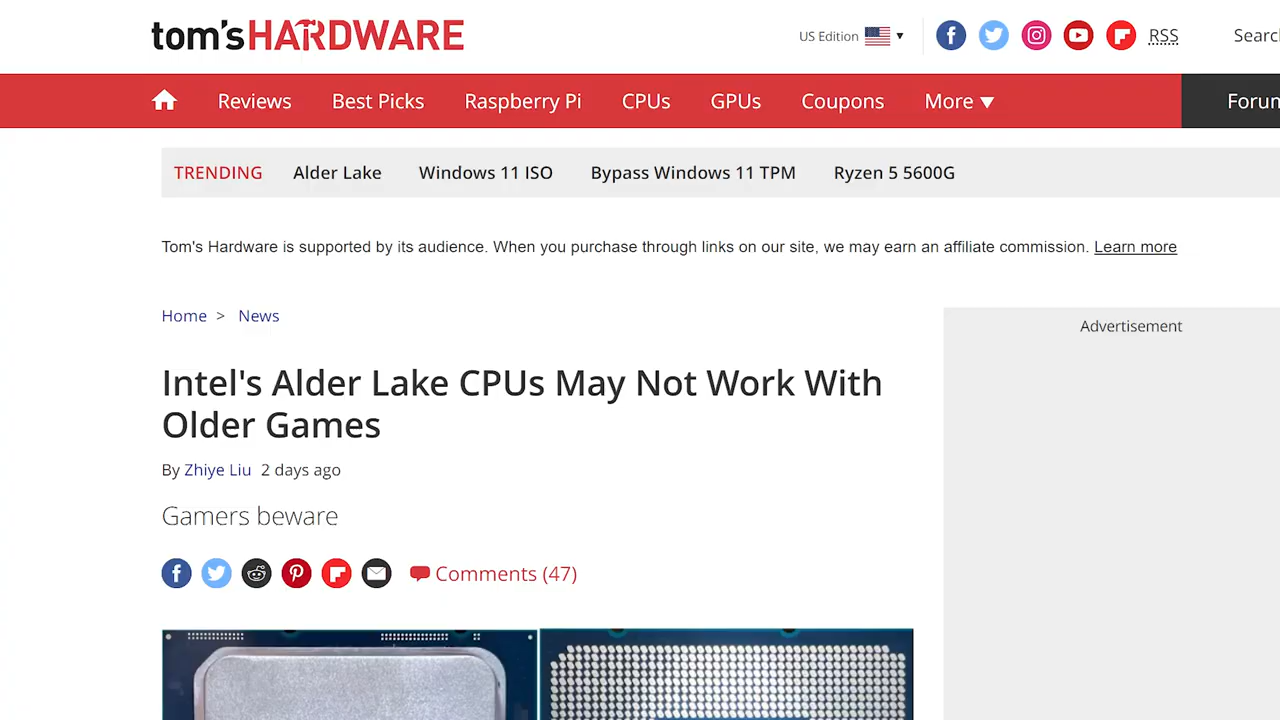 tom'sHARDWARE
US Edition
RSS
Reviews
Best Picks
Raspberry Pi
CPUs
GPUs
Coupons
More
TRENDING
Alder Lake
Windows 11 ISO
Bypass Windows 11 TPM
Ryzen 5 5600G
Tom's Hardware is supported by its audience. When you purchase through links on our site, we may earn an affiliate commission. Learn more
Home > News
Advertisement
Intel's Alder Lake CPUs May Not Work With
Older Games
By Zhiye Liu 2 days ago
Gamers beware
Comments (47)